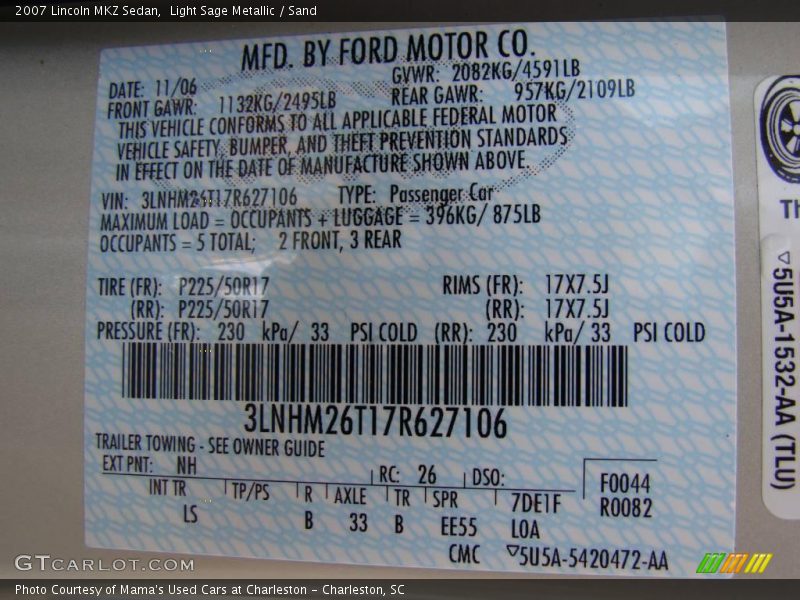 2007 Lincoln MKZ Sedan,  Light Sage Metallic / Sand
MFD. BY FORD MOTOR CO.
DATE: 11/06 GVWR: 2082KG/4591LB
FRONT GAWR: 1132KG/2495LB REAR GAWR: 957KG/2109LB
THIS VEHICLE CONFORMS TO ALL APPLICABLE FEDERAL MOTOR
VEHICLE SAFETY, BUMPER, AND THEFT PREVENTION STANDARDS
IN EFFECT ON THE DATE OF MANUFACTURE SHOWN ABOVE.
VIN: 3LNHM26T17R627106 TYPE: Passenger Car
MAXIMUM LOAD = OCCUPANTS + LUGGAGE = 396KG/ 875LB
OCCUPANTS = 5 TOTAL; 2 FRONT, 3 REAR
TIRE (FR): P225/50R17 RIMS (FR): 17X7.5J
(RR): P225/50R17 (RR): 17X7.5J
PRESSURE (FR): 230 kPa/ 33 PSI COLD (RR): 230 kPa/ 33 PSI COLD
3LNHM26T17R627106
TRAILER TOWING - SEE OWNER GUIDE
EXT PNT: NH RC: 26 DSO: F0044
INT TR TP/PS R AXLE TR SPR 7DE1F R0082
LS B 33 B EE55 LOA
CMC ▽5U5A-5420472-AA
Th
▽5U5A-1532-AA (TLU)
GTCARLOT.COM
Photo Courtesy of Mama's Used Cars at Charleston - Charleston, SC